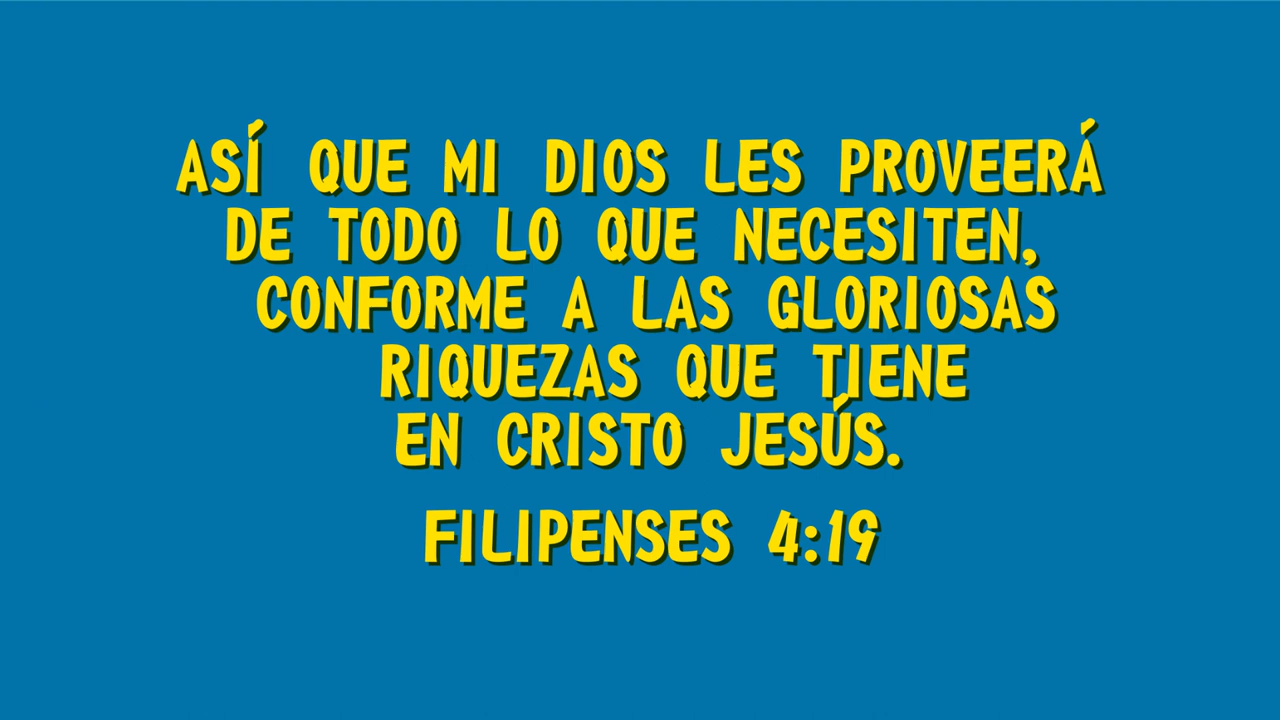 ASÍ QUE MI DIOS LES PROVEERÁ
DE TODO LO QUE NECESITEN,
CONFORME A LAS GLORIOSAS
RIQUEZAS QUE TIENE
EN CRISTO JESÚS.
FILIPENSES 4:19